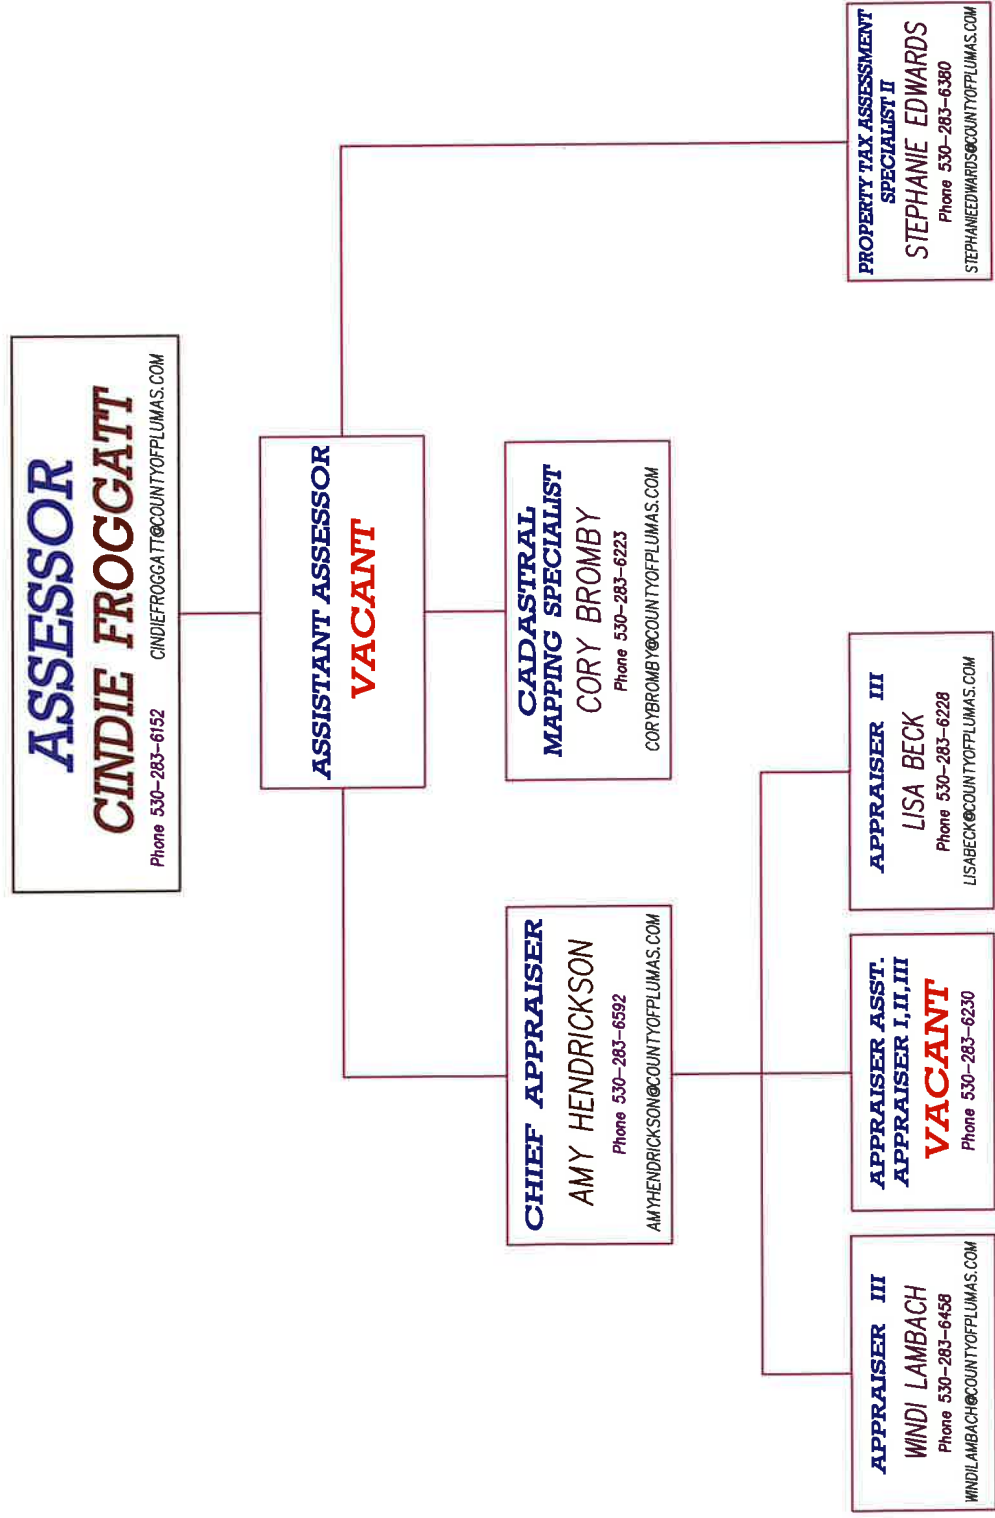 ASSESSOR
CINDIE FROGGATT
Phone 530-283-6152 CINDIEFROGGATT@COUNTYOFPLUMAS.COM
ASSISTANT ASSESSOR
VACANT
CHIEF APPRAISER
AMY HENDRICKSON
Phone 530-283-6592
AMYHENDRICKSON@COUNTYOFPLUMAS.COM
CADASTRAL
MAPPING SPECIALIST
CORY BROMBY
Phone 530-283-6223
CORYBROMBY@COUNTYOFPLUMAS.COM
APPRAISER III
WINDI LAMBACH
Phone 530-283-6458
WINDILAMBACH@COUNTYOFPLUMAS.COM
APPRAISER ASST.
APPRAISER I,II,III
VACANT
Phone 530-283-6230
APPRAISER III
LISA BECK
Phone 530-283-6228
LISABECK@COUNTYOFPLUMAS.COM
PROPERTY TAX ASSESSMENT
SPECIALIST II
STEPHANIE EDWARDS
Phone 530-283-6380
STEPHANIEEDWARDS@COUNTYOFPLUMAS.COM